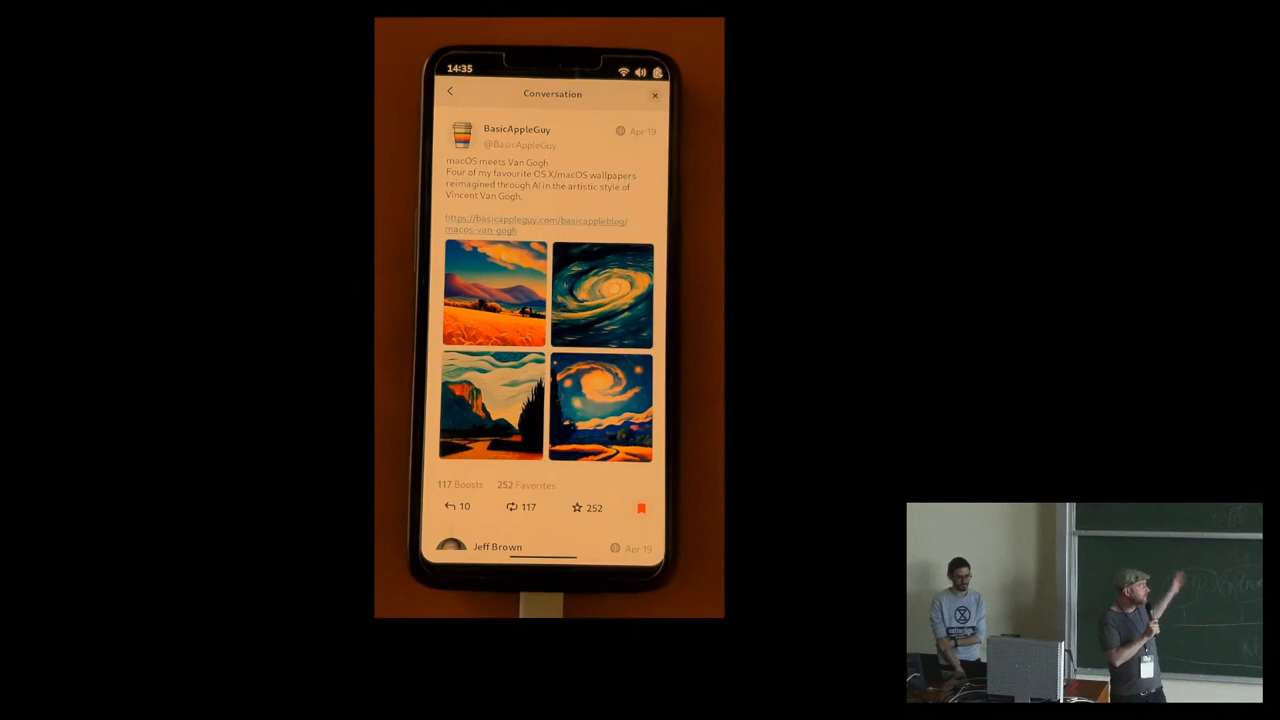 14:35
Conversation
BasicAppleGuy
Apr 19
@BasicAppleGuy
macOS meets Van Gogh
Four of my favourite OS X/macOS wallpapers
reimagined through AI in the artistic style of
Vincent Van Gogh.
https://basicappleguy.com/basicappleblog/
macos-van-gogh
117 Boosts 252 Favorites
10 117 252
Jeff Brown
Apr 19